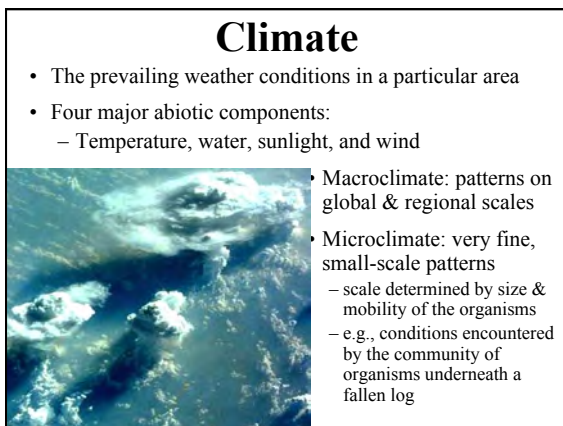 Climate
• The prevailing weather conditions in a particular area
• Four major abiotic components:
– Temperature, water, sunlight, and wind
• Macroclimate: patterns on
global & regional scales
• Microclimate: very fine,
small-scale patterns
– scale determined by size &
mobility of the organisms
– e.g., conditions encountered
by the community of
organisms underneath a
fallen log